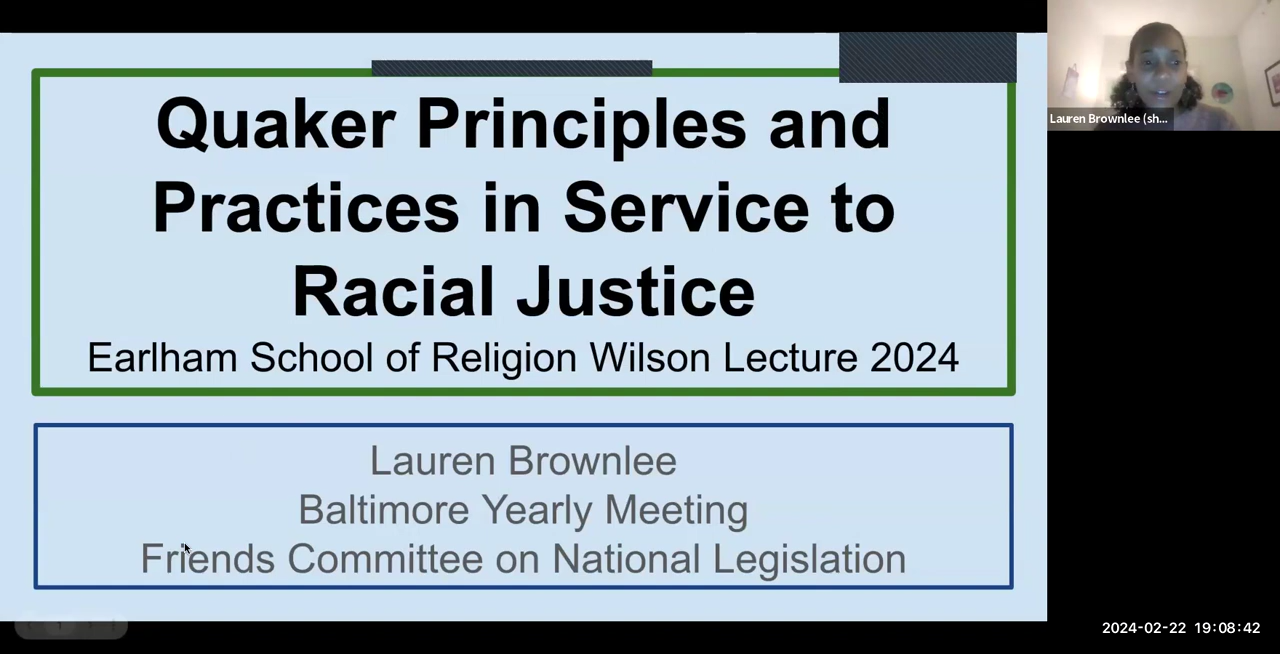 Quaker Principles and
Practices in Service to
Racial Justice
Earlham School of Religion Wilson Lecture 2024
Lauren Brownlee
Baltimore Yearly Meeting
Friends Committee on National Legislation
Lauren Brownlee (sh...
2024-02-22 19:08:42